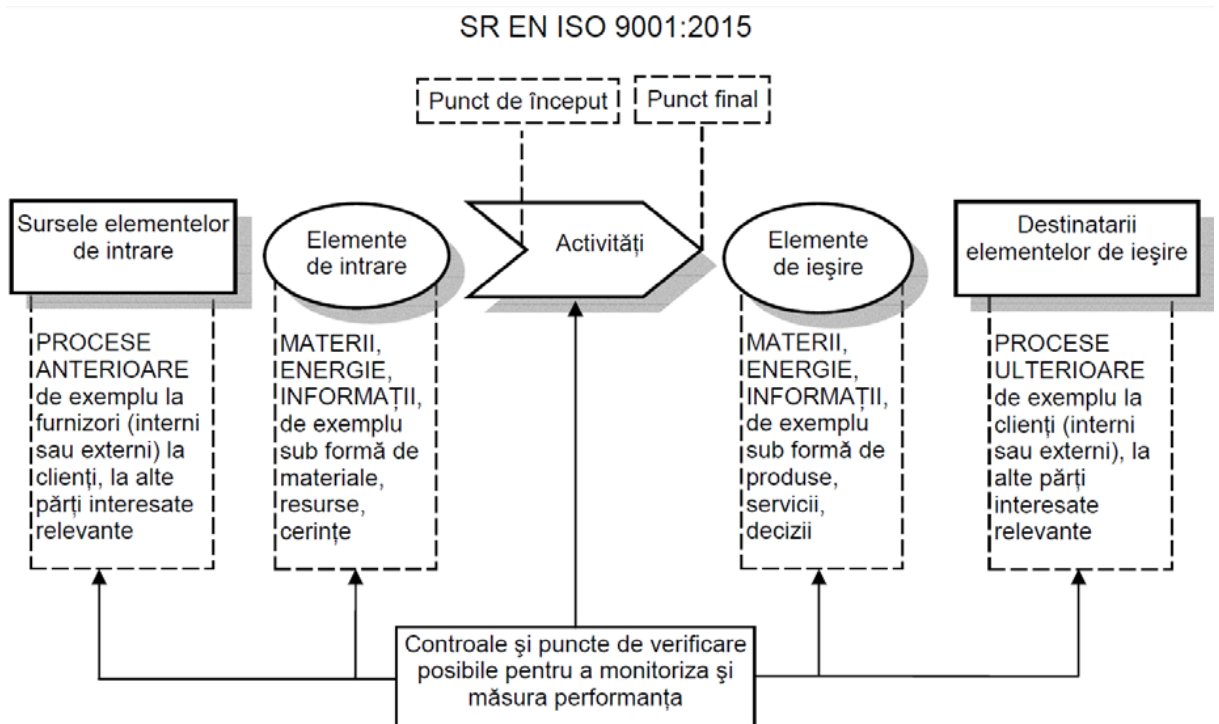 SR EN ISO 9001:2015
Punct de început
Punct final
Sursele elementelor
de intrare
Elemente
de intrare
Activități
Elemente
de ieşire
Destinatarii
elementelor de ieşire
PROCESE
ANTERIOARE
de exemplu la
furnizori (interni
sau externi) la
clienți, la alte
părți interesate
relevante
MATERII,
ENERGIE,
INFORMAȚII,
de exemplu
sub formă de
materiale,
resurse,
cerințe
MATERII,
ENERGIE,
INFORMAȚII,
de exemplu
sub formă de
produse,
servicii,
decizii
PROCESE
ULTERIOARE
de exemplu la
clienți (interni
sau externi), la
alte părți
interesate
relevante
Controale şi puncte de verificare
posibile pentru a monitoriza şi
măsura performanța